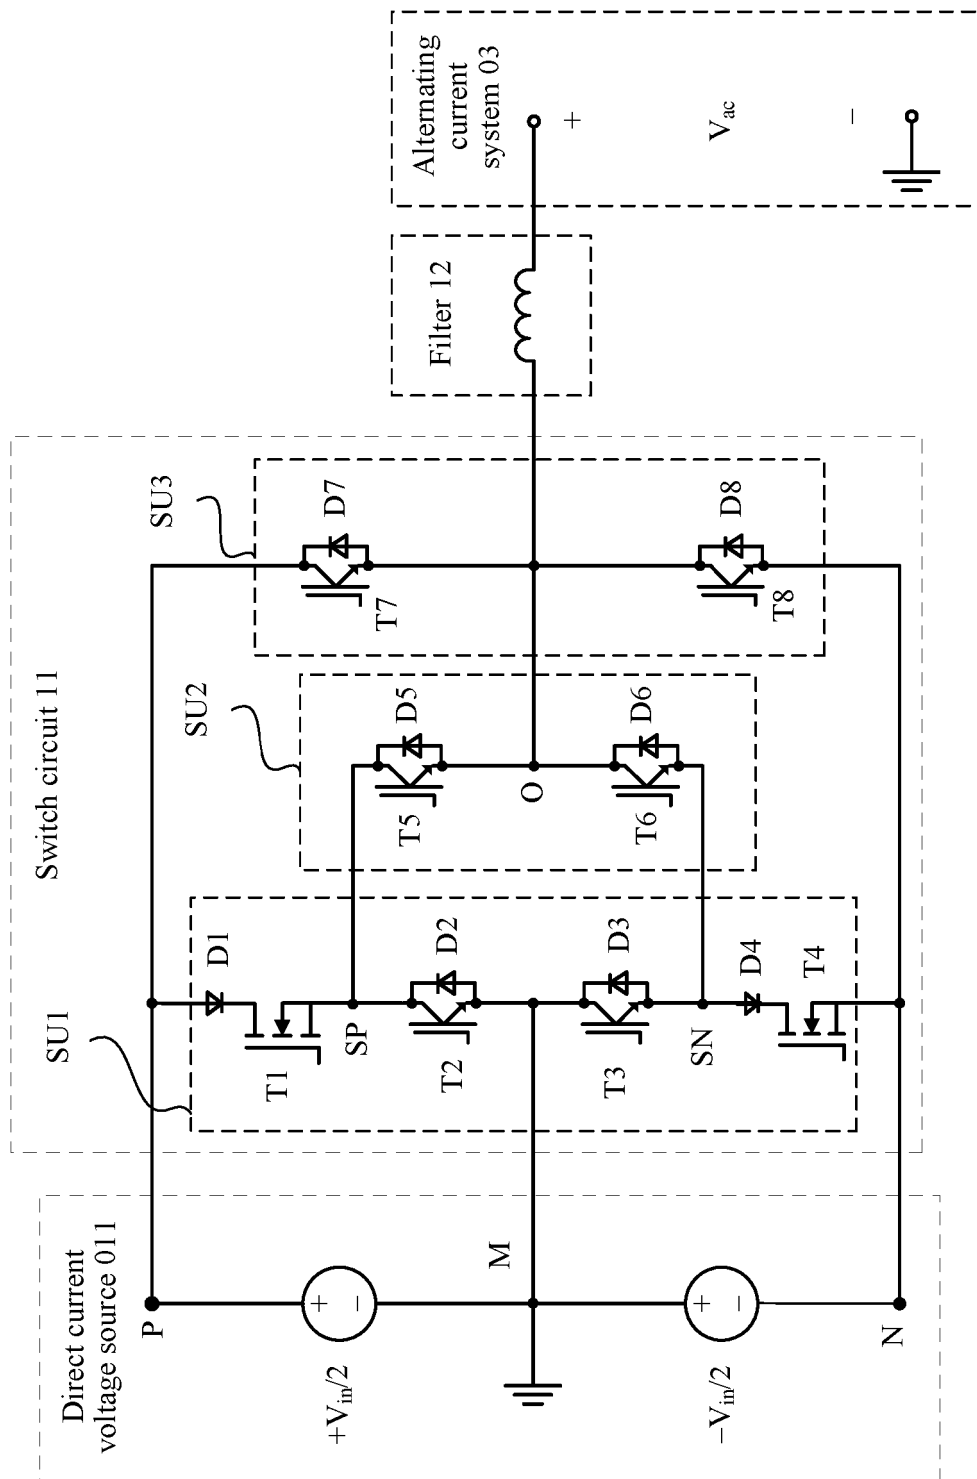 Direct current
voltage source 011
Switch circuit 11
Filter 12
Alternating
current
system 03
SU1
SU2
SU3
P
+Vin/2
+
−
M
−Vin/2
+
−
N
D1
T1
SP
D2
T2
D3
T3
SN
D4
T4
D5
T5
O
D6
T6
D7
T7
D8
T8
+
Vac
−